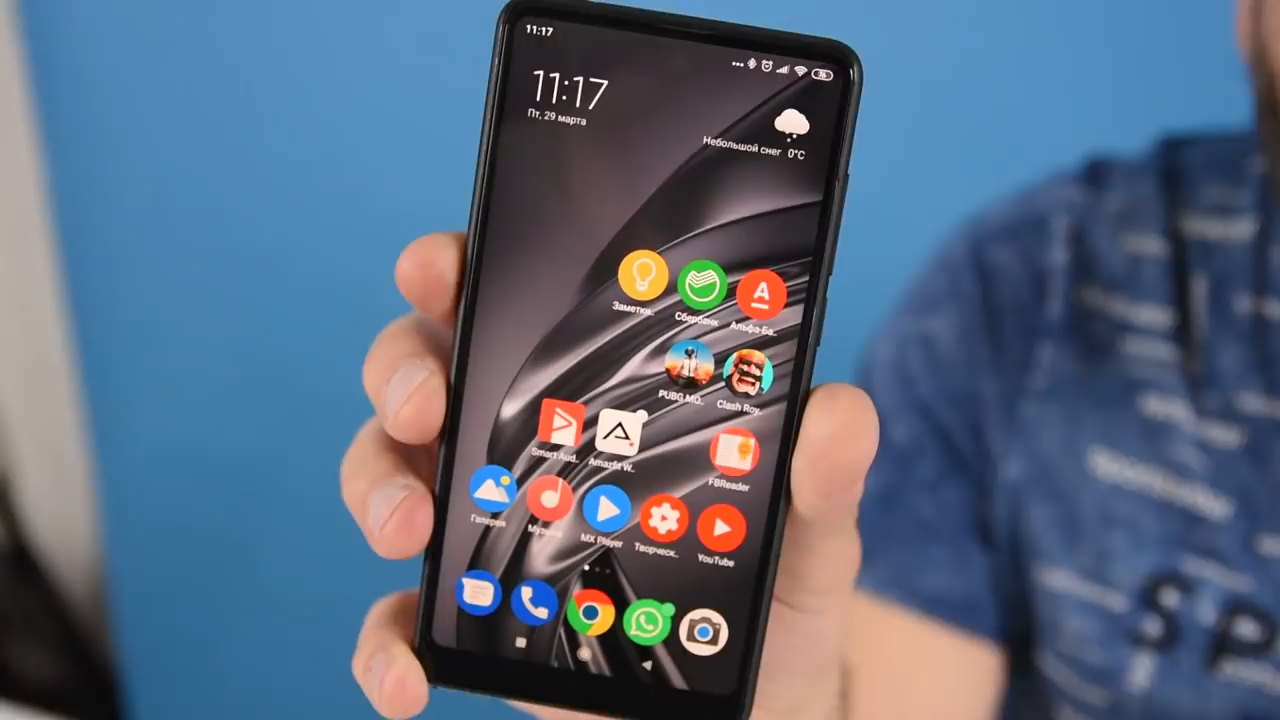 11:17
76
11:17
Пт, 29 марта
Небольшой снег 0°C
Заметки..
Сбербанк
Альфа-Ба..
PUBG MO..
Clash Roy..
Smart Aud..
Amazfit W..
FBReader
Галерея
Музыка
MX Player
Творческ..
YouTube